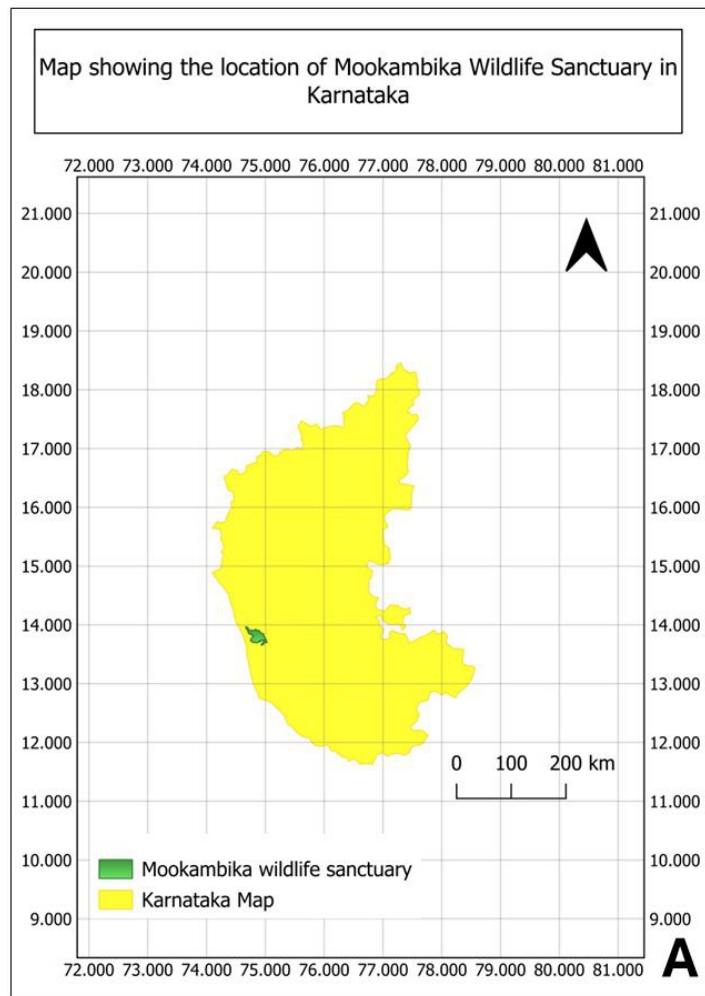 Map showing the location of Mookambika Wildlife Sanctuary in
Karnataka
72.000 73.000 74.000 75.000 76.000 77.000 78.000 79.000 80.000 81.000
21.000 21.000
20.000 20.000
19.000 19.000
18.000 18.000
17.000 17.000
16.000 16.000
15.000 15.000
14.000 14.000
13.000 13.000
12.000 12.000
0 100 200 km
11.000 11.000
10.000 10.000
Mookambika wildlife sanctuary
Karnataka Map
9.000 9.000
72.000 73.000 74.000 75.000 76.000 77.000 78.000 79.000 80.000 81.000
A